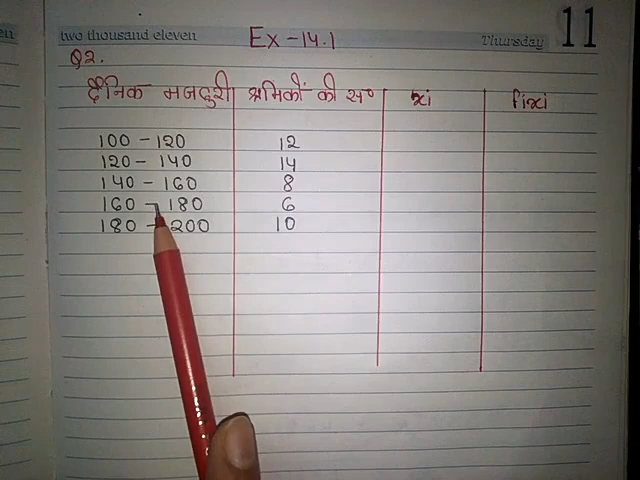 en two thousand eleven Ex - 14.1 Thursday 11
Q2.
दैनिक मजदुरी श्रमिकों की स° xi fixi
100 - 120 12
120 - 140 14
140 - 160 8
160 - 180 6
180 - 200 10